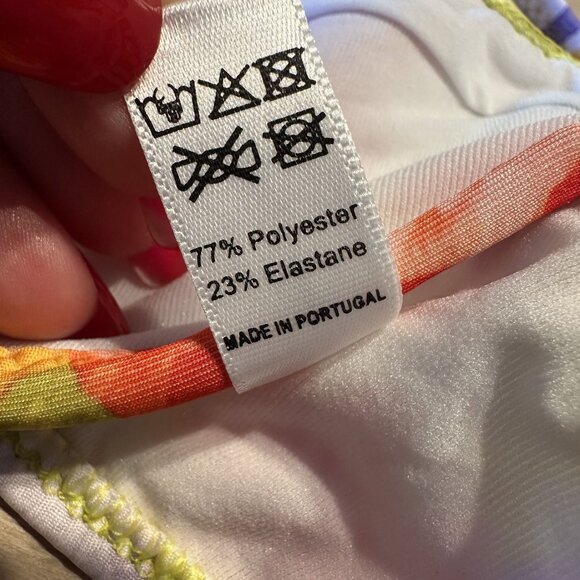 77% Polyester
23% Elastane
MADE IN PORTUGAL